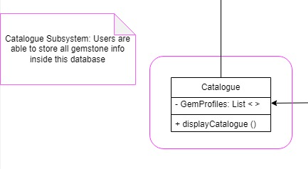 Catalogue Subsystem: Users are
able to store all gemstone info
inside this database
Catalogue
- GemProfiles: List < >
+ displayCatalogue ()